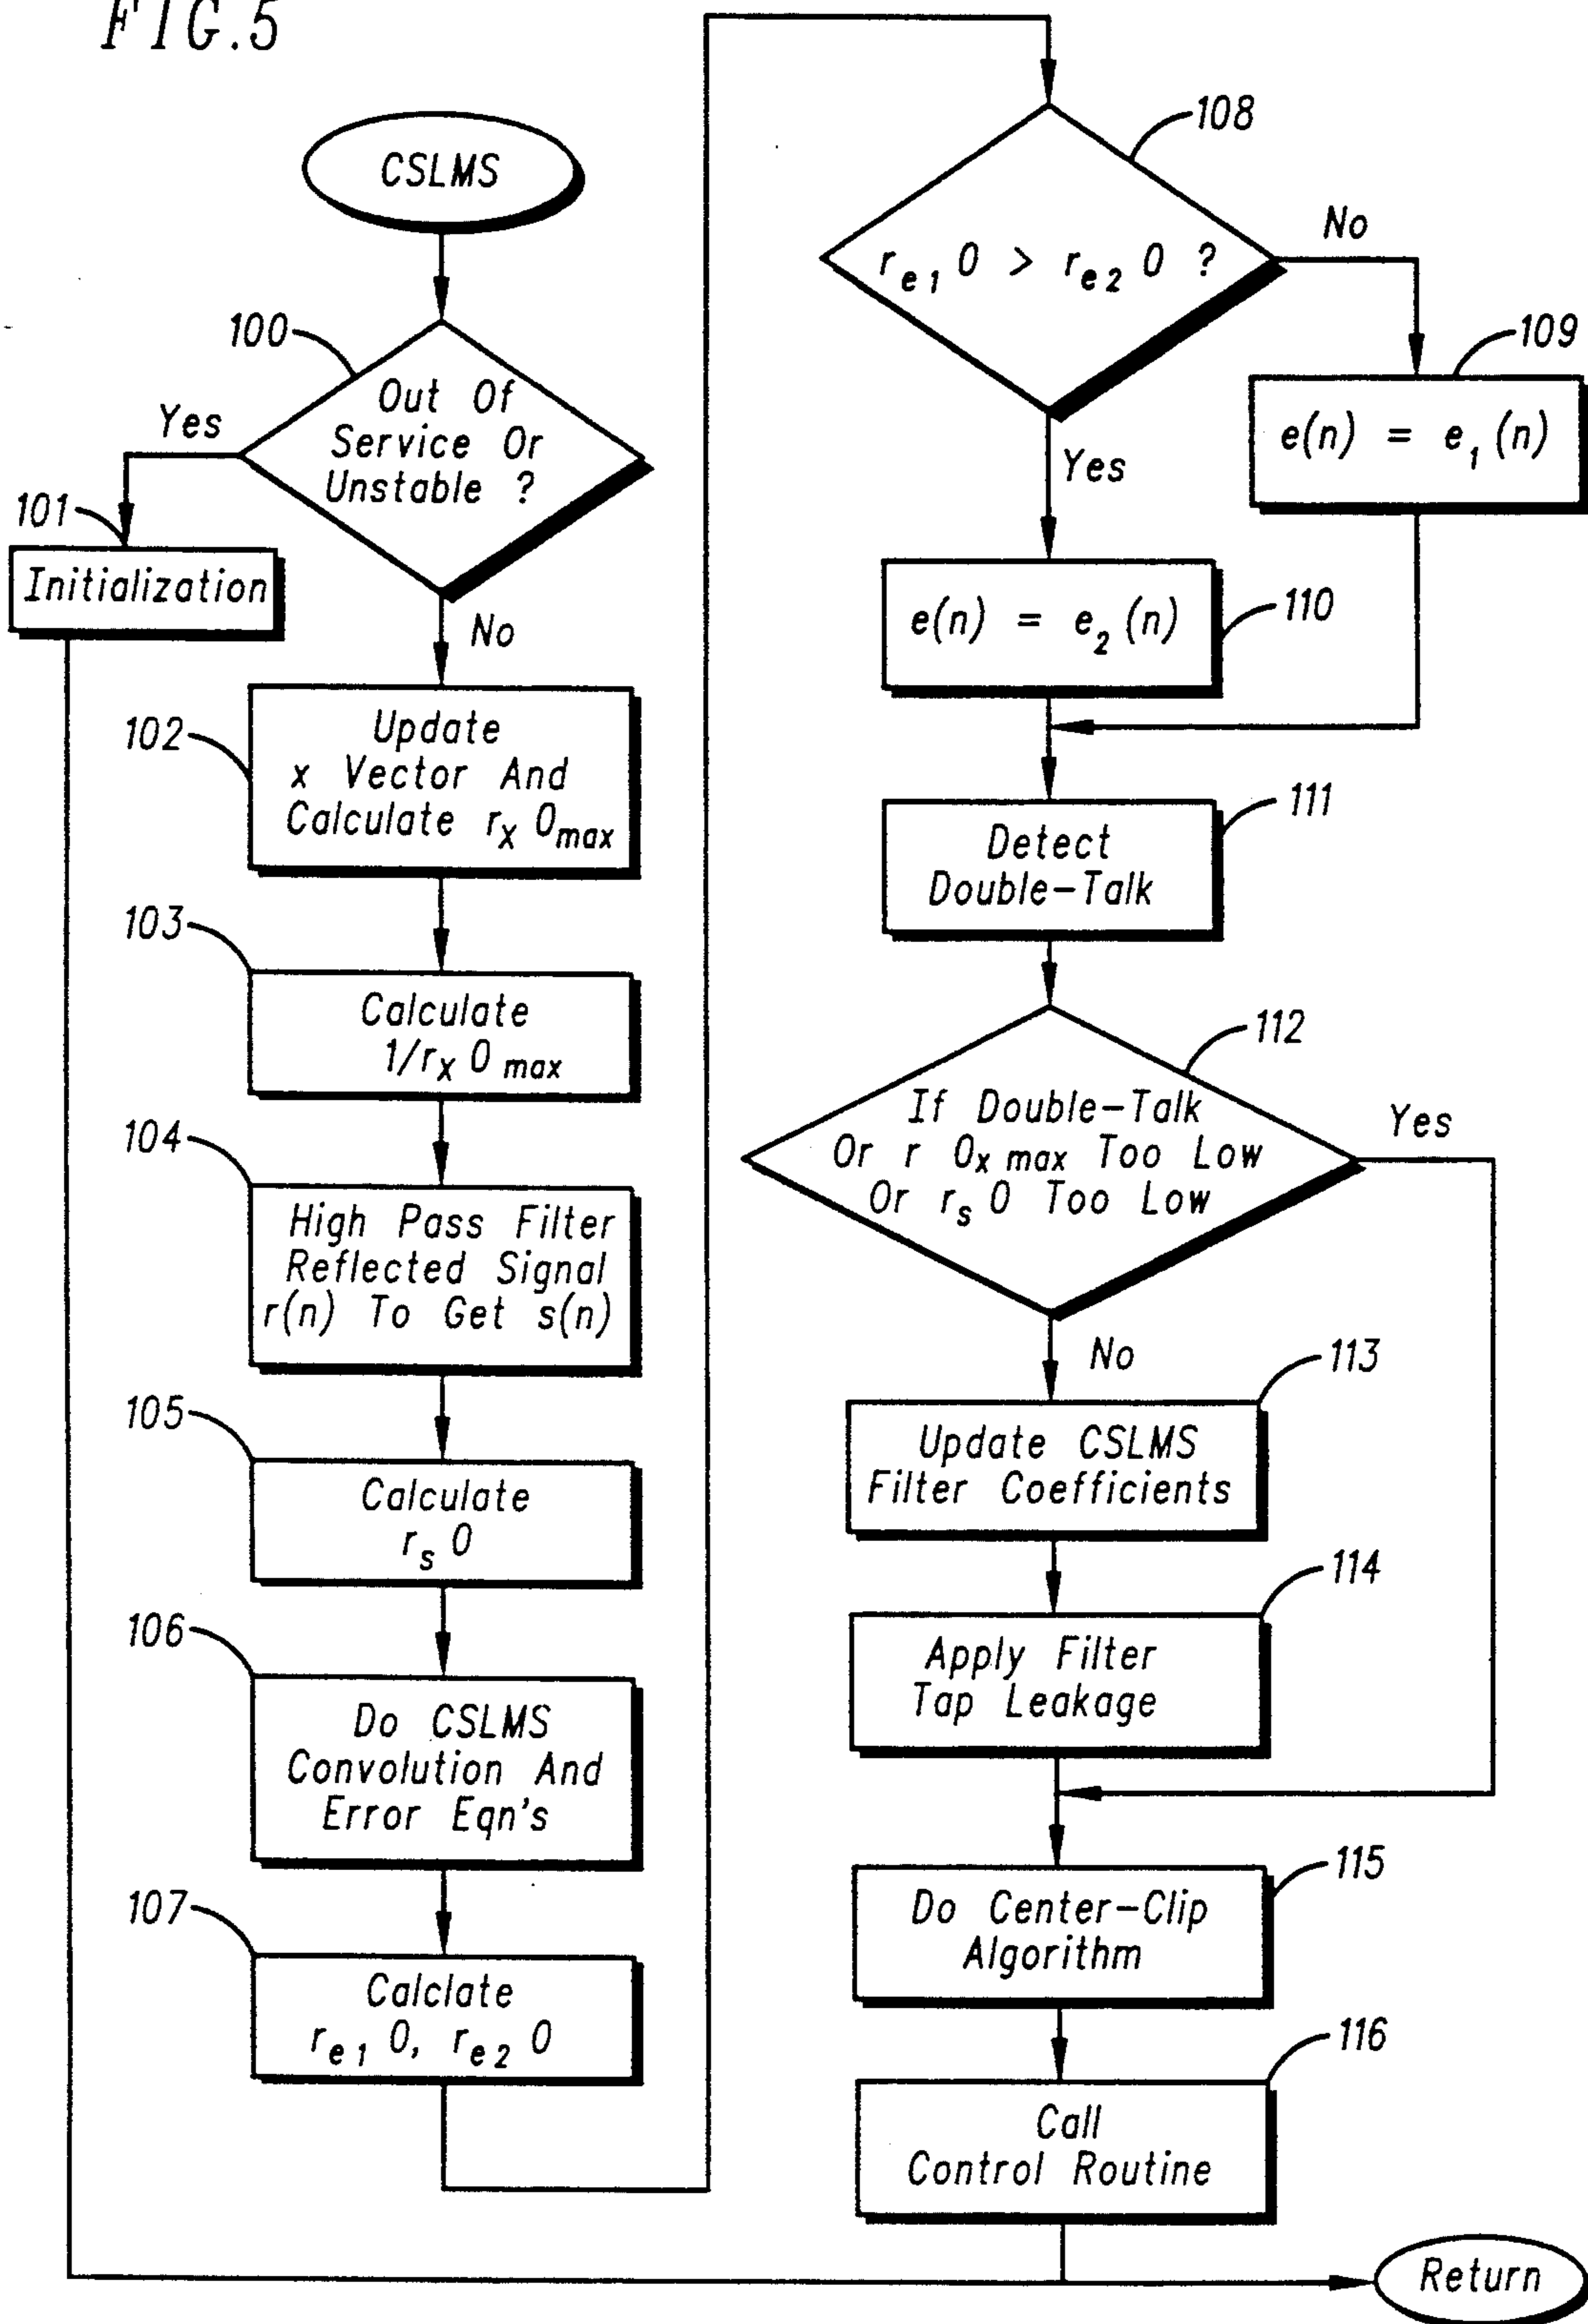 FIG.5
CSLMS
100
Out Of
Service Or
Unstable ?
Yes
101
Initialization
No
102
Update
x Vector And
Calculate rx 0max
103
Calculate
1/rx 0 max
104
High Pass Filter
Reflected Signal
r(n) To Get s(n)
105
Calculate
rs 0
106
Do CSLMS
Convolution And
Error Eqn's
107
Calclate
re1 0, re2 0
108
re1 0 > re2 0 ?
No
109
e(n) = e1(n)
Yes
110
e(n) = e2(n)
111
Detect
Double-Talk
112
If Double-Talk
Or r 0x max Too Low
Or rs 0 Too Low
Yes
No
113
Update CSLMS
Filter Coefficients
114
Apply Filter
Tap Leakage
115
Do Center-Clip
Algorithm
116
Call
Control Routine
Return